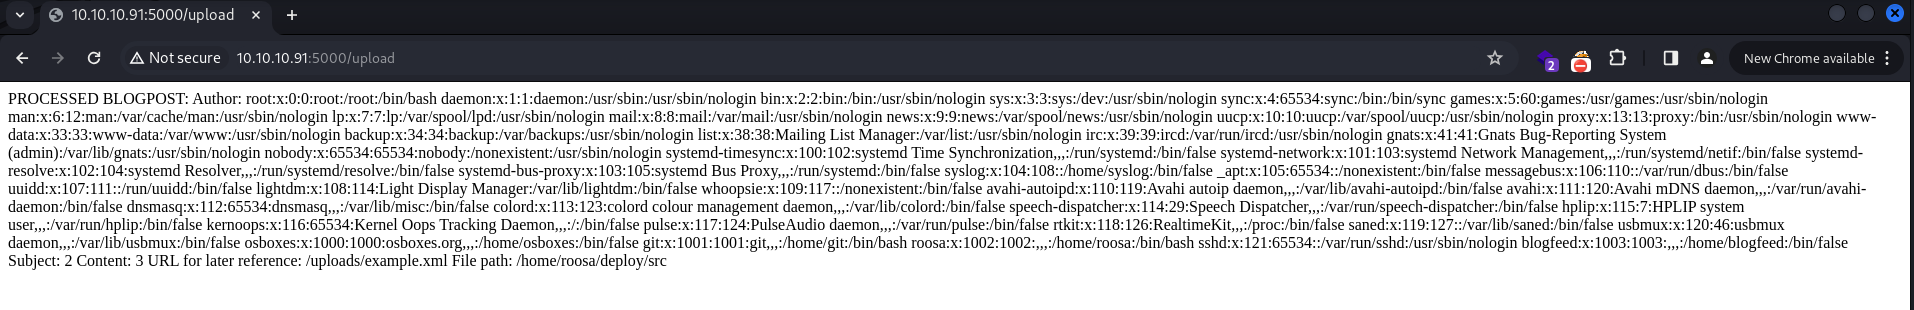 10.10.10.91:5000/upload
Not secure 10.10.10.91:5000/upload 2 New Chrome available
PROCESSED BLOGPOST: Author: root:x:0:0:root:/root:/bin/bash daemon:x:1:1:daemon:/usr/sbin:/usr/sbin/nologin bin:x:2:2:bin:/bin:/usr/sbin/nologin sys:x:3:3:sys:/dev:/usr/sbin/nologin sync:x:4:65534:sync:/bin:/bin/sync games:x:5:60:games:/usr/games:/usr/sbin/nologin
man:x:6:12:man:/var/cache/man:/usr/sbin/nologin lp:x:7:7:lp:/var/spool/lpd:/usr/sbin/nologin mail:x:8:8:mail:/var/mail:/usr/sbin/nologin news:x:9:9:news:/var/spool/news:/usr/sbin/nologin uucp:x:10:10:uucp:/var/spool/uucp:/usr/sbin/nologin proxy:x:13:13:proxy:/bin:/usr/sbin/nologin www-
data:x:33:33:www-data:/var/www:/usr/sbin/nologin backup:x:34:34:backup:/var/backups:/usr/sbin/nologin list:x:38:38:Mailing List Manager:/var/list:/usr/sbin/nologin irc:x:39:39:ircd:/var/run/ircd:/usr/sbin/nologin gnats:x:41:41:Gnats Bug-Reporting System
(admin):/var/lib/gnats:/usr/sbin/nologin nobody:x:65534:65534:nobody:/nonexistent:/usr/sbin/nologin systemd-timesync:x:100:102:systemd Time Synchronization,,,:/run/systemd:/bin/false systemd-network:x:101:103:systemd Network Management,,,:/run/systemd/netif:/bin/false systemd-
resolve:x:102:104:systemd Resolver,,,:/run/systemd/resolve:/bin/false systemd-bus-proxy:x:103:105:systemd Bus Proxy,,,:/run/systemd:/bin/false syslog:x:104:108::/home/syslog:/bin/false _apt:x:105:65534::/nonexistent:/bin/false messagebus:x:106:110::/var/run/dbus:/bin/false
uuidd:x:107:111::/run/uuidd:/bin/false lightdm:x:108:114:Light Display Manager:/var/lib/lightdm:/bin/false whoopsie:x:109:117::/nonexistent:/bin/false avahi-autoipd:x:110:119:Avahi autoip daemon,,,:/var/lib/avahi-autoipd:/bin/false avahi:x:111:120:Avahi mDNS daemon,,,:/var/run/avahi-
daemon:/bin/false dnsmasq:x:112:65534:dnsmasq,,,:/var/lib/misc:/bin/false colord:x:113:123:colord colour management daemon,,,:/var/lib/colord:/bin/false speech-dispatcher:x:114:29:Speech Dispatcher,,,:/var/run/speech-dispatcher:/bin/false hplip:x:115:7:HPLIP system
user,,,:/var/run/hplip:/bin/false kernoops:x:116:65534:Kernel Oops Tracking Daemon,,,:/:/bin/false pulse:x:117:124:PulseAudio daemon,,,:/var/run/pulse:/bin/false rtkit:x:118:126:RealtimeKit,,,:/proc:/bin/false saned:x:119:127::/var/lib/saned:/bin/false usbmux:x:120:46:usbmux
daemon,,,:/var/lib/usbmux:/bin/false osboxes:x:1000:1000:osboxes.org,,,:/home/osboxes:/bin/false git:x:1001:1001:git,,,:/home/git:/bin/bash roosa:x:1002:1002:,,,:/home/roosa:/bin/bash sshd:x:121:65534::/var/run/sshd:/usr/sbin/nologin blogfeed:x:1003:1003:,,,:/home/blogfeed:/bin/false
Subject: 2 Content: 3 URL for later reference: /uploads/example.xml File path: /home/roosa/deploy/src